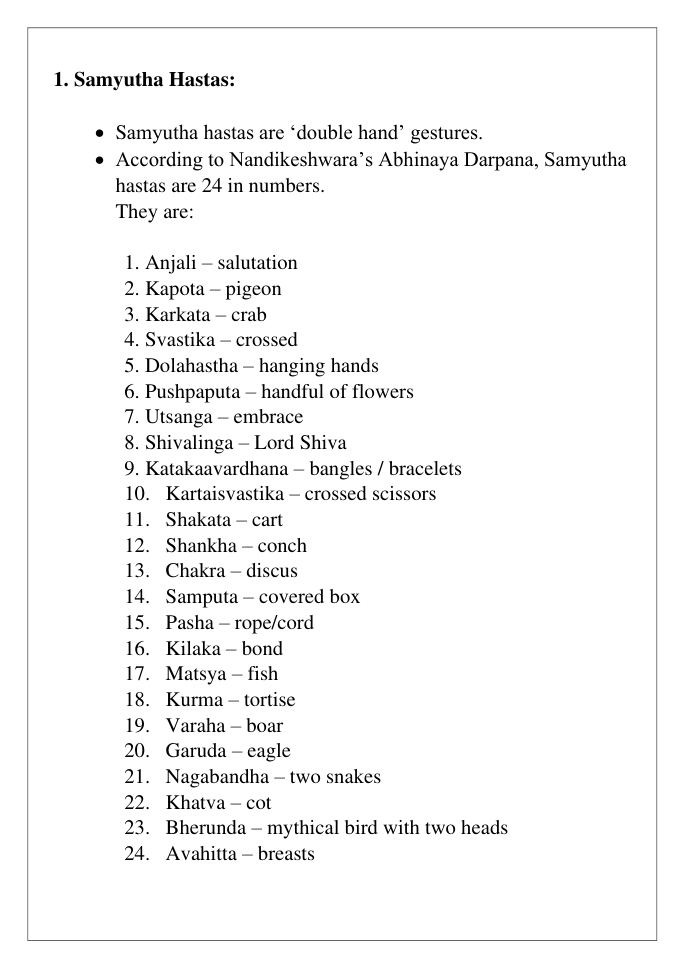 1. Samyutha Hastas:
• Samyutha hastas are ‘double hand’ gestures.
• According to Nandikeshwara’s Abhinaya Darpana, Samyutha
hastas are 24 in numbers.
They are:
1. Anjali – salutation
2. Kapota – pigeon
3. Karkata – crab
4. Svastika – crossed
5. Dolahastha – hanging hands
6. Pushpaputa – handful of flowers
7. Utsanga – embrace
8. Shivalinga – Lord Shiva
9. Katakaavardhana – bangles / bracelets
10. Kartaisvastika – crossed scissors
11. Shakata – cart
12. Shankha – conch
13. Chakra – discus
14. Samputa – covered box
15. Pasha – rope/cord
16. Kilaka – bond
17. Matsya – fish
18. Kurma – tortise
19. Varaha – boar
20. Garuda – eagle
21. Nagabandha – two snakes
22. Khatva – cot
23. Bherunda – mythical bird with two heads
24. Avahitta – breasts